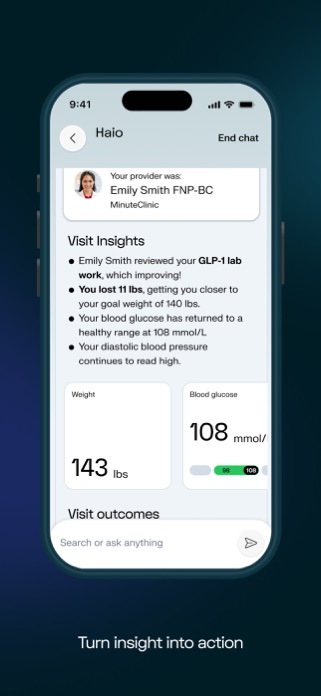 9:41
Haio
End chat
Your provider was:
Emily Smith FNP-BC
MinuteClinic
Visit Insights
• Emily Smith reviewed your GLP-1 lab
work, which improving!
• You lost 11 lbs, getting you closer to
your goal weight of 140 lbs.
• Your blood glucose has returned to a
healthy range at 108 mmol/L
• Your diastolic blood pressure
continues to read high.
Weight
Blood glucose
143 lbs
108 mmol/
98 108
Visit outcomes
Search or ask anything
Turn insight into action